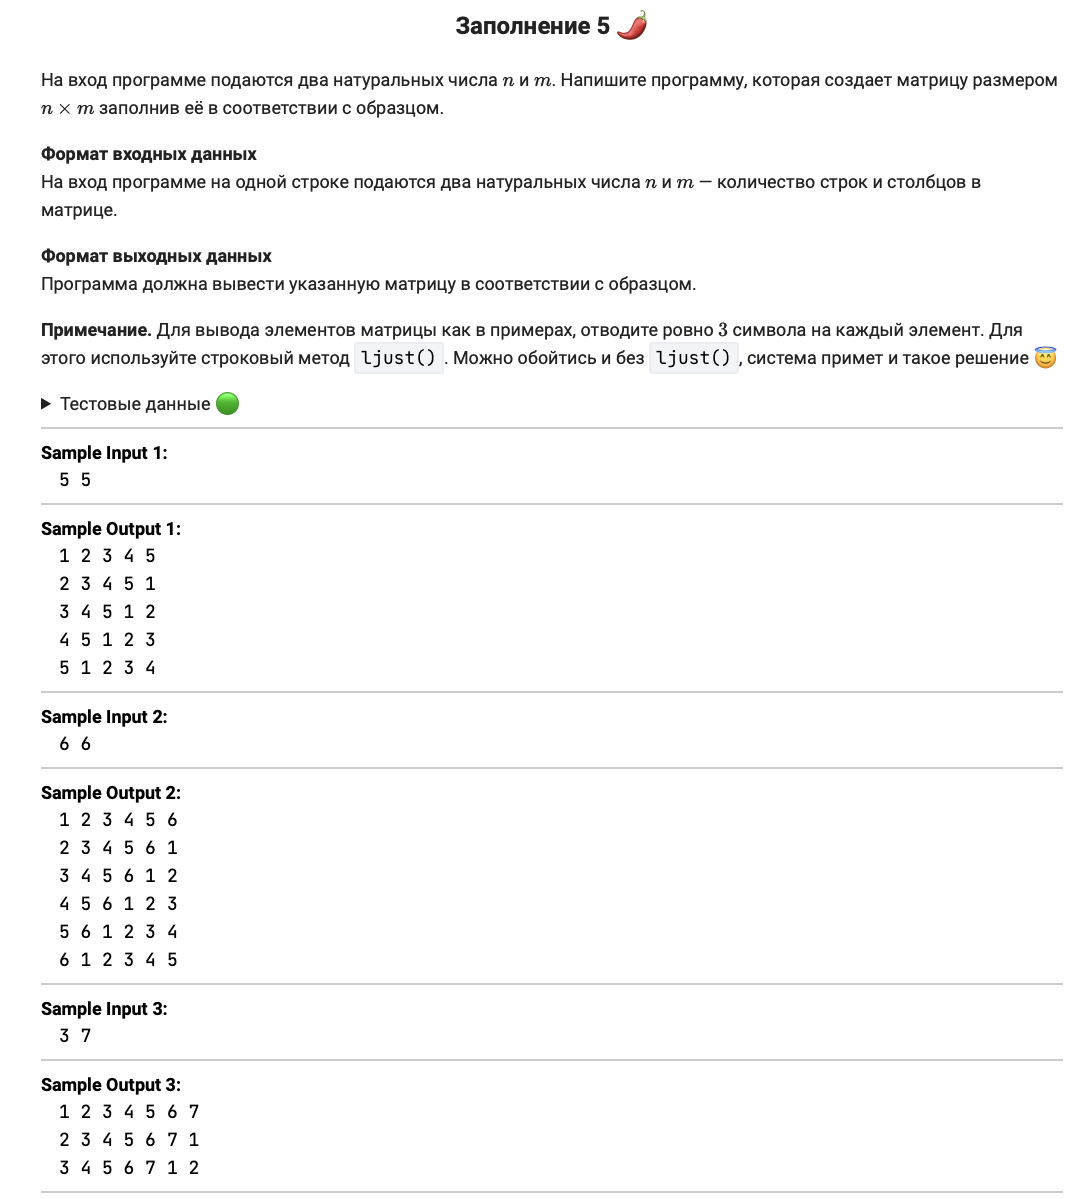 Заполнение 5 🌶️
На вход программе подаются два натуральных числа n и m. Напишите программу, которая создает матрицу размером
n × m заполнив её в соответствии с образцом.
Формат входных данных
На вход программе на одной строке подаются два натуральных числа n и m — количество строк и столбцов в
матрице.
Формат выходных данных
Программа должна вывести указанную матрицу в соответствии с образцом.
Примечание. Для вывода элементов матрицы как в примерах, отводите ровно 3 символа на каждый элемент. Для
этого используйте строковый метод ljust(). Можно обойтись и без ljust(), система примет и такое решение 😇
▶ Тестовые данные 🟢
Sample Input 1:
5 5
Sample Output 1:
1 2 3 4 5
2 3 4 5 1
3 4 5 1 2
4 5 1 2 3
5 1 2 3 4
Sample Input 2:
6 6
Sample Output 2:
1 2 3 4 5 6
2 3 4 5 6 1
3 4 5 6 1 2
4 5 6 1 2 3
5 6 1 2 3 4
6 1 2 3 4 5
Sample Input 3:
3 7
Sample Output 3:
1 2 3 4 5 6 7
2 3 4 5 6 7 1
3 4 5 6 7 1 2